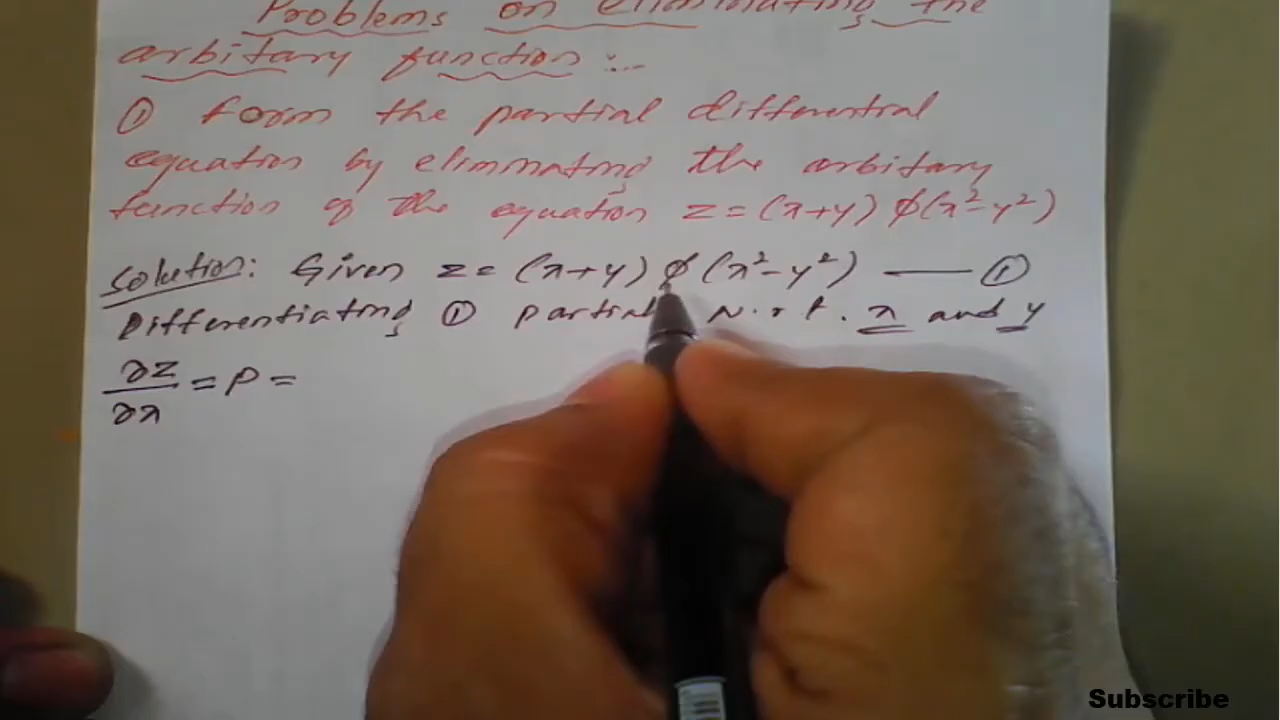 Problems on eliminating the
arbitary function :-..
① Form the partial differential
equation by eliminating the arbitary
function of the equation z = (x+y) ϕ(x²-y²)
Solution: Given z = (x+y) ϕ (x²-y²) —— ①
Differentiating ① partial w.r.t. x and y
∂z/∂x = P =
Subscribe